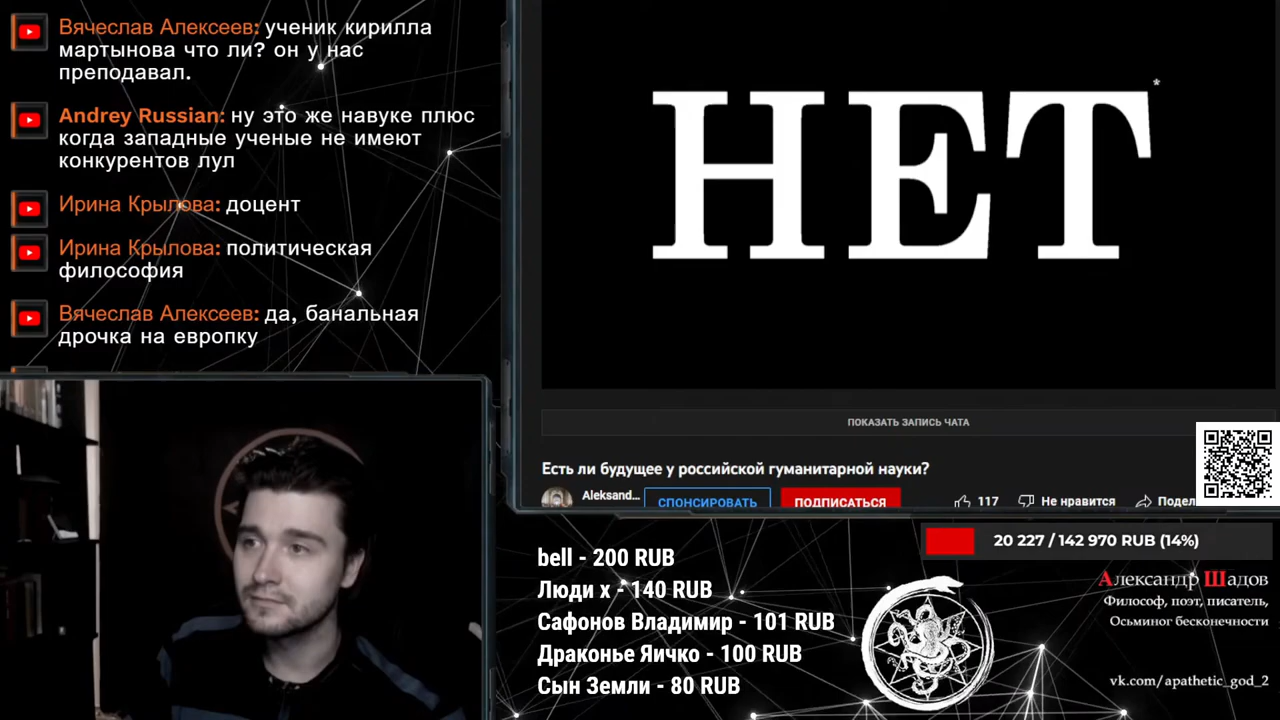 Вячеслав Алексеев: ученик кирилла
мартынова что ли? он у нас
преподавал.
Andrey Russian: ну это же навуке плюс
когда западные ученые не имеют
конкурентов лул
Ирина Крылова: доцент
Ирина Крылова: политическая
философия
Вячеслав Алексеев: да, банальная
дрочка на европку
НЕТ*
ПОКАЗАТЬ ЗАПИСЬ ЧАТА
Есть ли будущее у российской гуманитарной науки?
Aleksand...
СПОНСИРОВАТЬ
ПОДПИСАТЬСЯ
117
Не нравится
Подел
20 227 / 142 970 RUB (14%)
bell - 200 RUB
Люди х - 140 RUB
Сафонов Владимир - 101 RUB
Драконье Яичко - 100 RUB
Сын Земли - 80 RUB
Александр Шадов
Философ, поэт, писатель,
Осьминог бесконечности
vk.com/apathetic_god_2